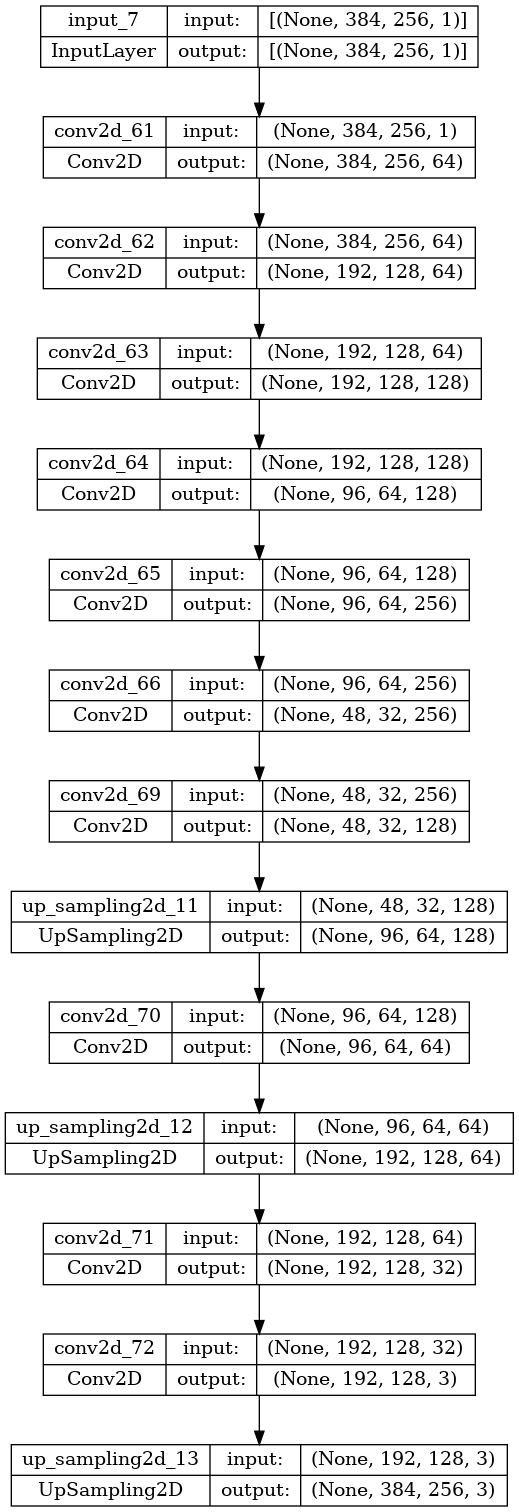 input_7 input: [(None, 384, 256, 1)]
InputLayer output: [(None, 384, 256, 1)]
conv2d_61 input: (None, 384, 256, 1)
Conv2D output: (None, 384, 256, 64)
conv2d_62 input: (None, 384, 256, 64)
Conv2D output: (None, 192, 128, 64)
conv2d_63 input: (None, 192, 128, 64)
Conv2D output: (None, 192, 128, 128)
conv2d_64 input: (None, 192, 128, 128)
Conv2D output: (None, 96, 64, 128)
conv2d_65 input: (None, 96, 64, 128)
Conv2D output: (None, 96, 64, 256)
conv2d_66 input: (None, 96, 64, 256)
Conv2D output: (None, 48, 32, 256)
conv2d_69 input: (None, 48, 32, 256)
Conv2D output: (None, 48, 32, 128)
up_sampling2d_11 input: (None, 48, 32, 128)
UpSampling2D output: (None, 96, 64, 128)
conv2d_70 input: (None, 96, 64, 128)
Conv2D output: (None, 96, 64, 64)
up_sampling2d_12 input: (None, 96, 64, 64)
UpSampling2D output: (None, 192, 128, 64)
conv2d_71 input: (None, 192, 128, 64)
Conv2D output: (None, 192, 128, 32)
conv2d_72 input: (None, 192, 128, 32)
Conv2D output: (None, 192, 128, 3)
up_sampling2d_13 input: (None, 192, 128, 3)
UpSampling2D output: (None, 384, 256, 3)